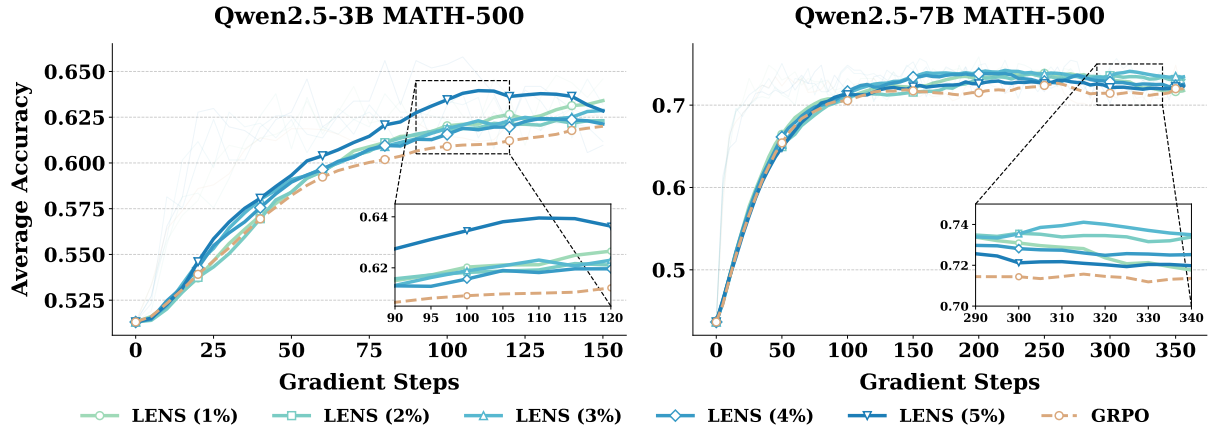 Qwen2.5-3B MATH-500
Average Accuracy
0.650
0.625
0.600
0.575
0.550
0.525
0 25 50 75 100 125 150
Gradient Steps
0.64
0.62
90 95 100 105 110 115 120
Qwen2.5-7B MATH-500
0.7
0.6
0.5
0 50 100 150 200 250 300 350
Gradient Steps
0.74
0.72
0.70
290 300 310 320 330 340
LENS (1%) LENS (2%) LENS (3%) LENS (4%) LENS (5%) GRPO